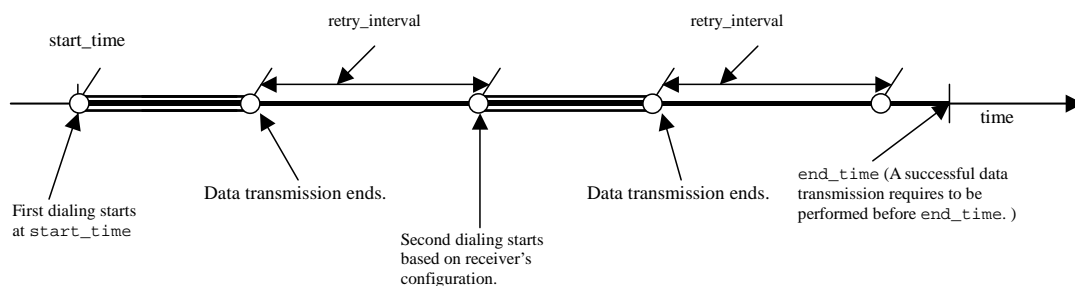 retry_interval
retry_interval
start_time
time
Data transmission ends.
Data transmission ends.
end_time (A successful data
transmission requires to be
performed before end_time. )
First dialing starts
at start_time
Second dialing starts
based on receiver's
configuration.